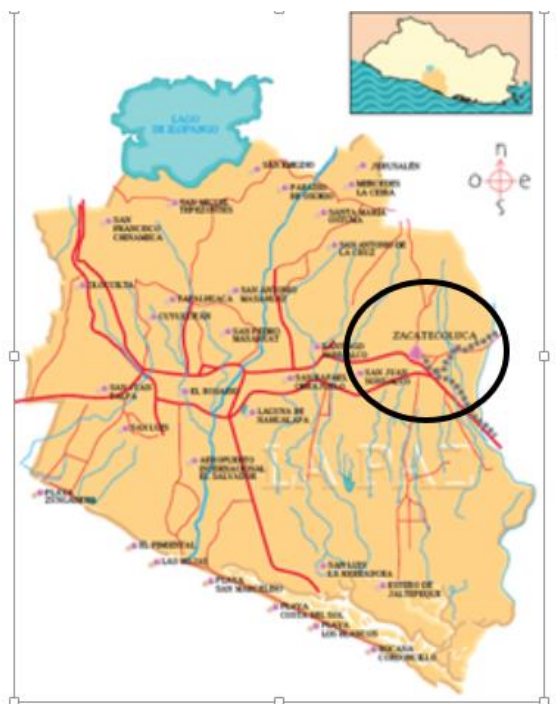 n
o e
s
LAGO
DE ILOPANGO
SAN EMIGDIO
JERUSALÉN
PARAISO
DE OSORIO
MERCEDES
LA CEIBA
SAN MIGUEL
TEPEZONTES
SANTA MARÍA
OSTUMA
SAN
FRANCISCO
CHINAMECA
SAN ANTONIO DE
LA CRUZ
OLOCUILTA
SAN ANTONIO
MASAHUAT
TAPALHUACA
CUYULTITÁN
SAN PEDRO
MASAHUAT
ZACATECOLUCA
SANTIAGO
NONUALCO
SAN JUAN
NONUALCO
SAN RAFAEL
OBRAJUELO
SAN JUAN
TALPA
EL ROSARIO
LAGUNA DE
NAHUALAPA
SAN LUIS
LA PAZ
AEROPUERTO
INTERNACIONAL
EL SALVADOR
PLAYA
EL PIMENTAL
LAS HOJAS
SAN LUIS
LA HERRADURA
PLAYA
SAN MARCELINO
ESTERO DE
JALTEPEQUE
PLAYA
COSTA DEL SOL
PLAYA
LOS BLANCOS
BOCANA
CORDONCILLO